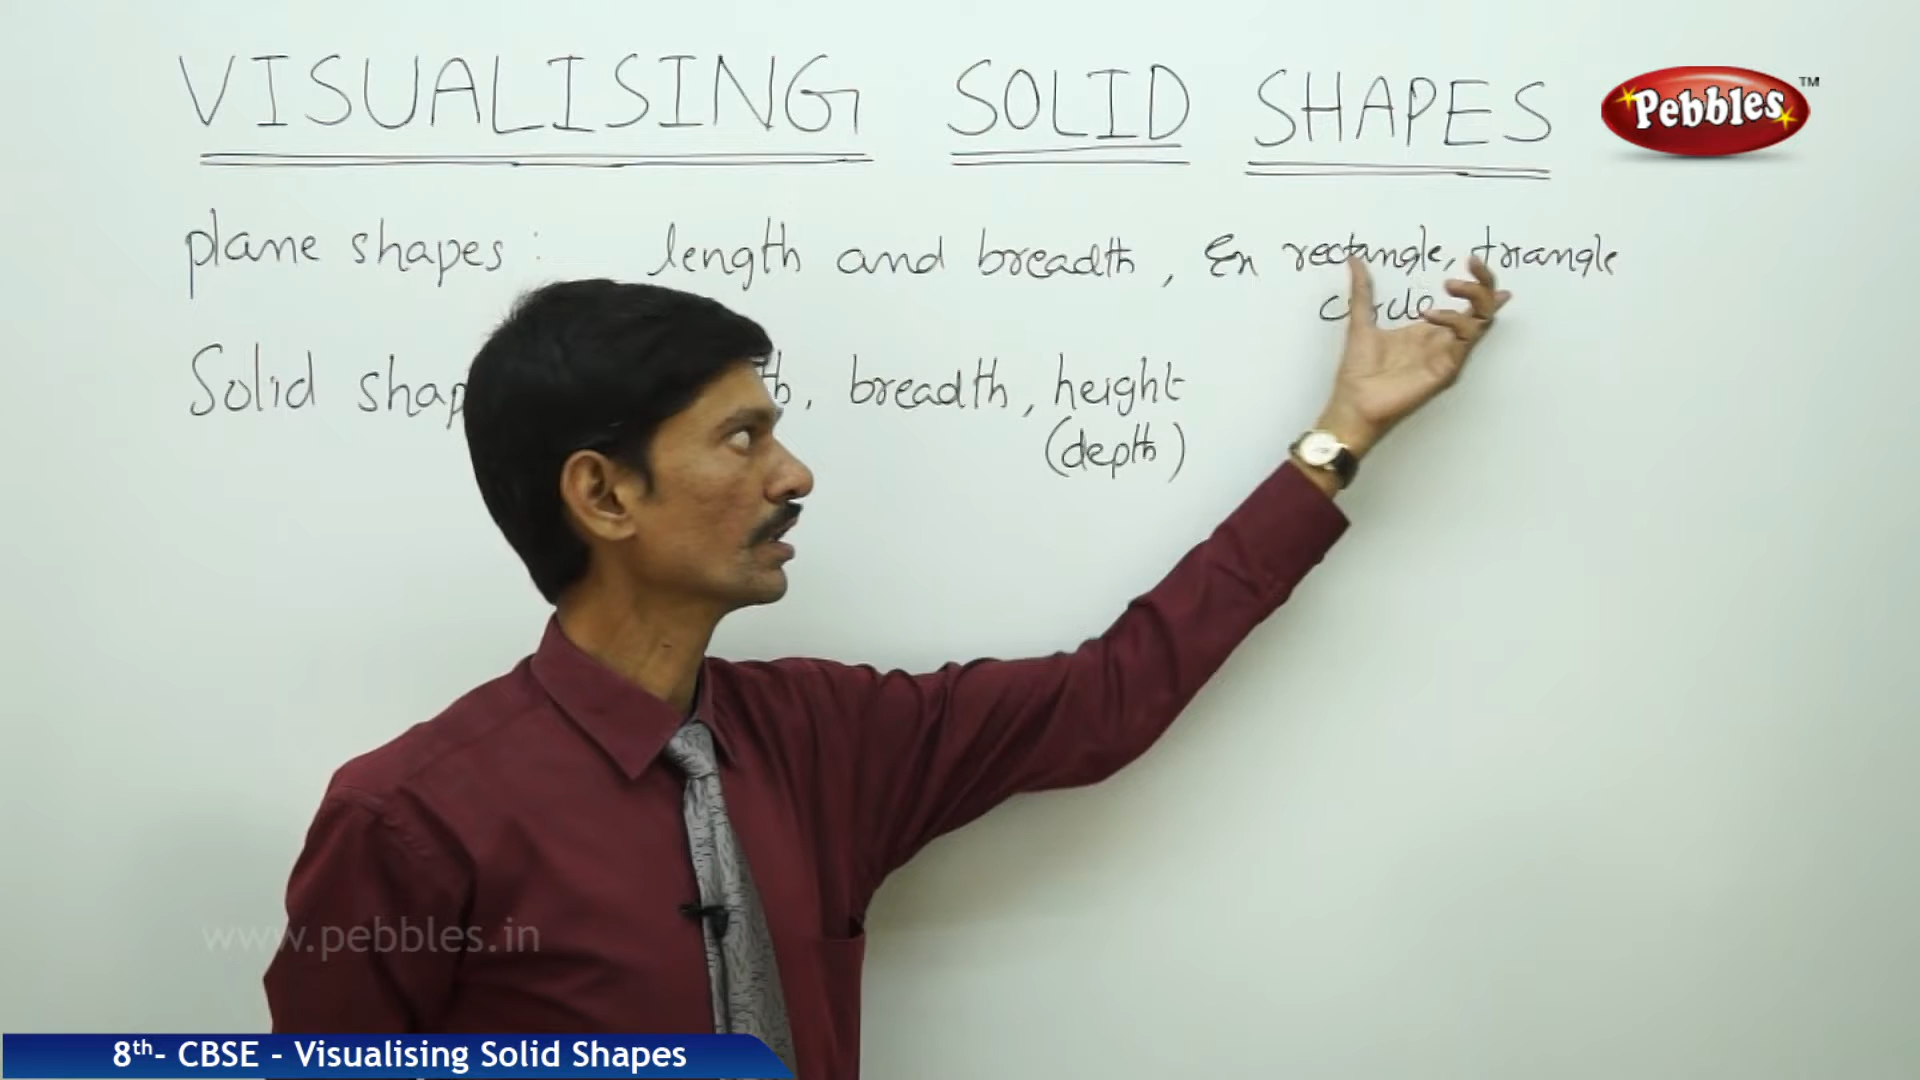 VISUALISING SOLID SHAPES
Pebbles™
plane shapes : length and breadth, Ex rectangle, triangle
circle
Solid breadth, height
(depth)
www.pebbles.in
8th- CBSE - Visualising Solid Shapes